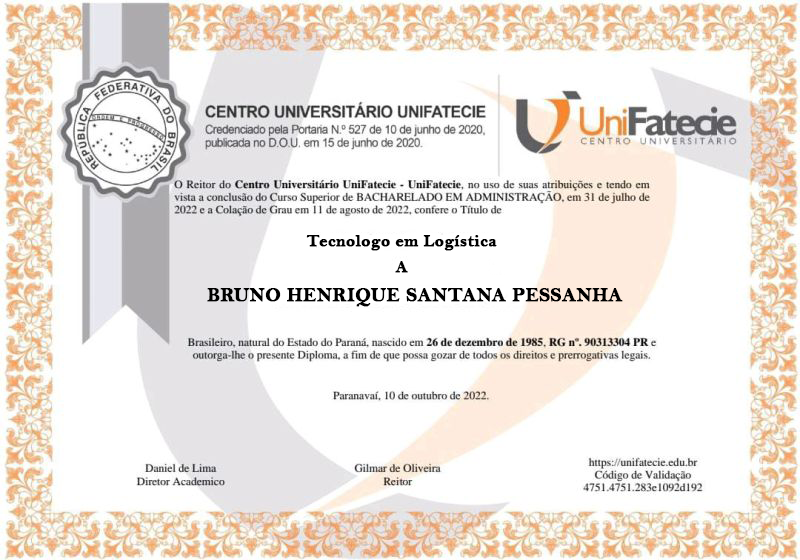 REPÚBLICA FEDERATIVA DO BRASIL
ORDEM E PROGRESSO
CENTRO UNIVERSITÁRIO UNIFATECIE
Credenciado pela Portaria N.º 527 de 10 de junho de 2020,
publicada no D.O.U. em 15 de junho de 2020.
UniFatecie
CENTRO UNIVERSITÁRIO
O Reitor do Centro Universitário UniFatecie - UniFatecie, no uso de suas atribuições e tendo em
vista a conclusão do Curso Superior de BACHARELADO EM ADMINISTRAÇÃO, em 31 de julho de
2022 e a Colação de Grau em 11 de agosto de 2022, confere o Título de
Tecnologo em Logística
A
BRUNO HENRIQUE SANTANA PESSANHA
Brasileiro, natural do Estado do Paraná, nascido em 26 de dezembro de 1985, RG nº. 90313304 PR e
outorga-lhe o presente Diploma, a fim de que possa gozar de todos os direitos e prerrogativas legais.
Paranavaí, 10 de outubro de 2022.
Daniel de Lima
Diretor Academico
Gilmar de Oliveira
Reitor
https://unifatecie.edu.br
Código de Validação
4751.4751.283e1092d192